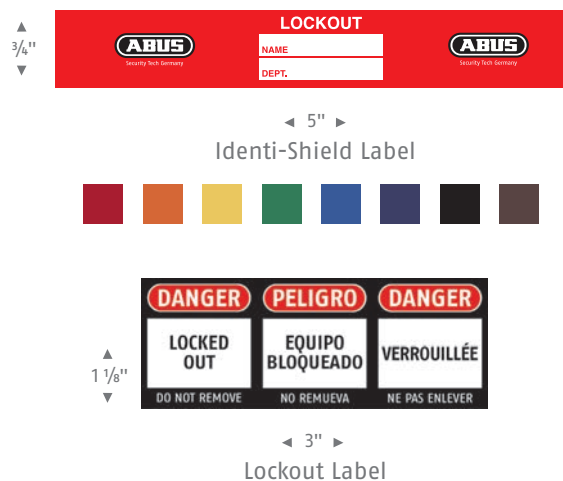 3/4"
LOCKOUT
ABUS
Security Tech Germany
NAME
DEPT.
ABUS
Security Tech Germany
5"
Identi-Shield Label
DANGER
LOCKED
OUT
DO NOT REMOVE
PELIGRO
EQUIPO
BLOQUEADO
NO REMUEVA
DANGER
VERROUILLÉE
NE PAS ENLEVER
1 1/8"
3"
Lockout Label